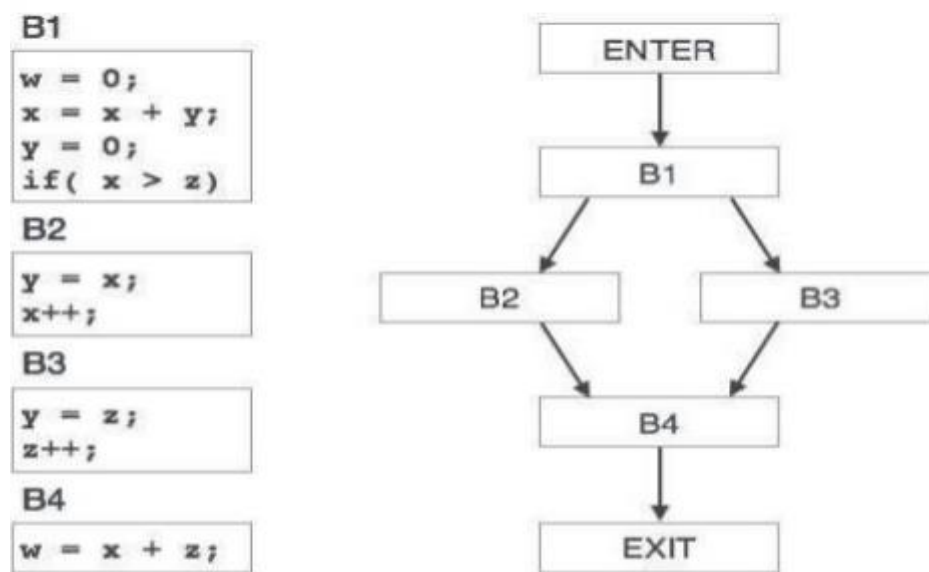 B1
w = 0;
x = x + y;
y = 0;
if( x > z)
B2
y = x;
x++;
B3
y = z;
z++;
B4
w = x + z;
ENTER
B1
B2 B3
B4
EXIT